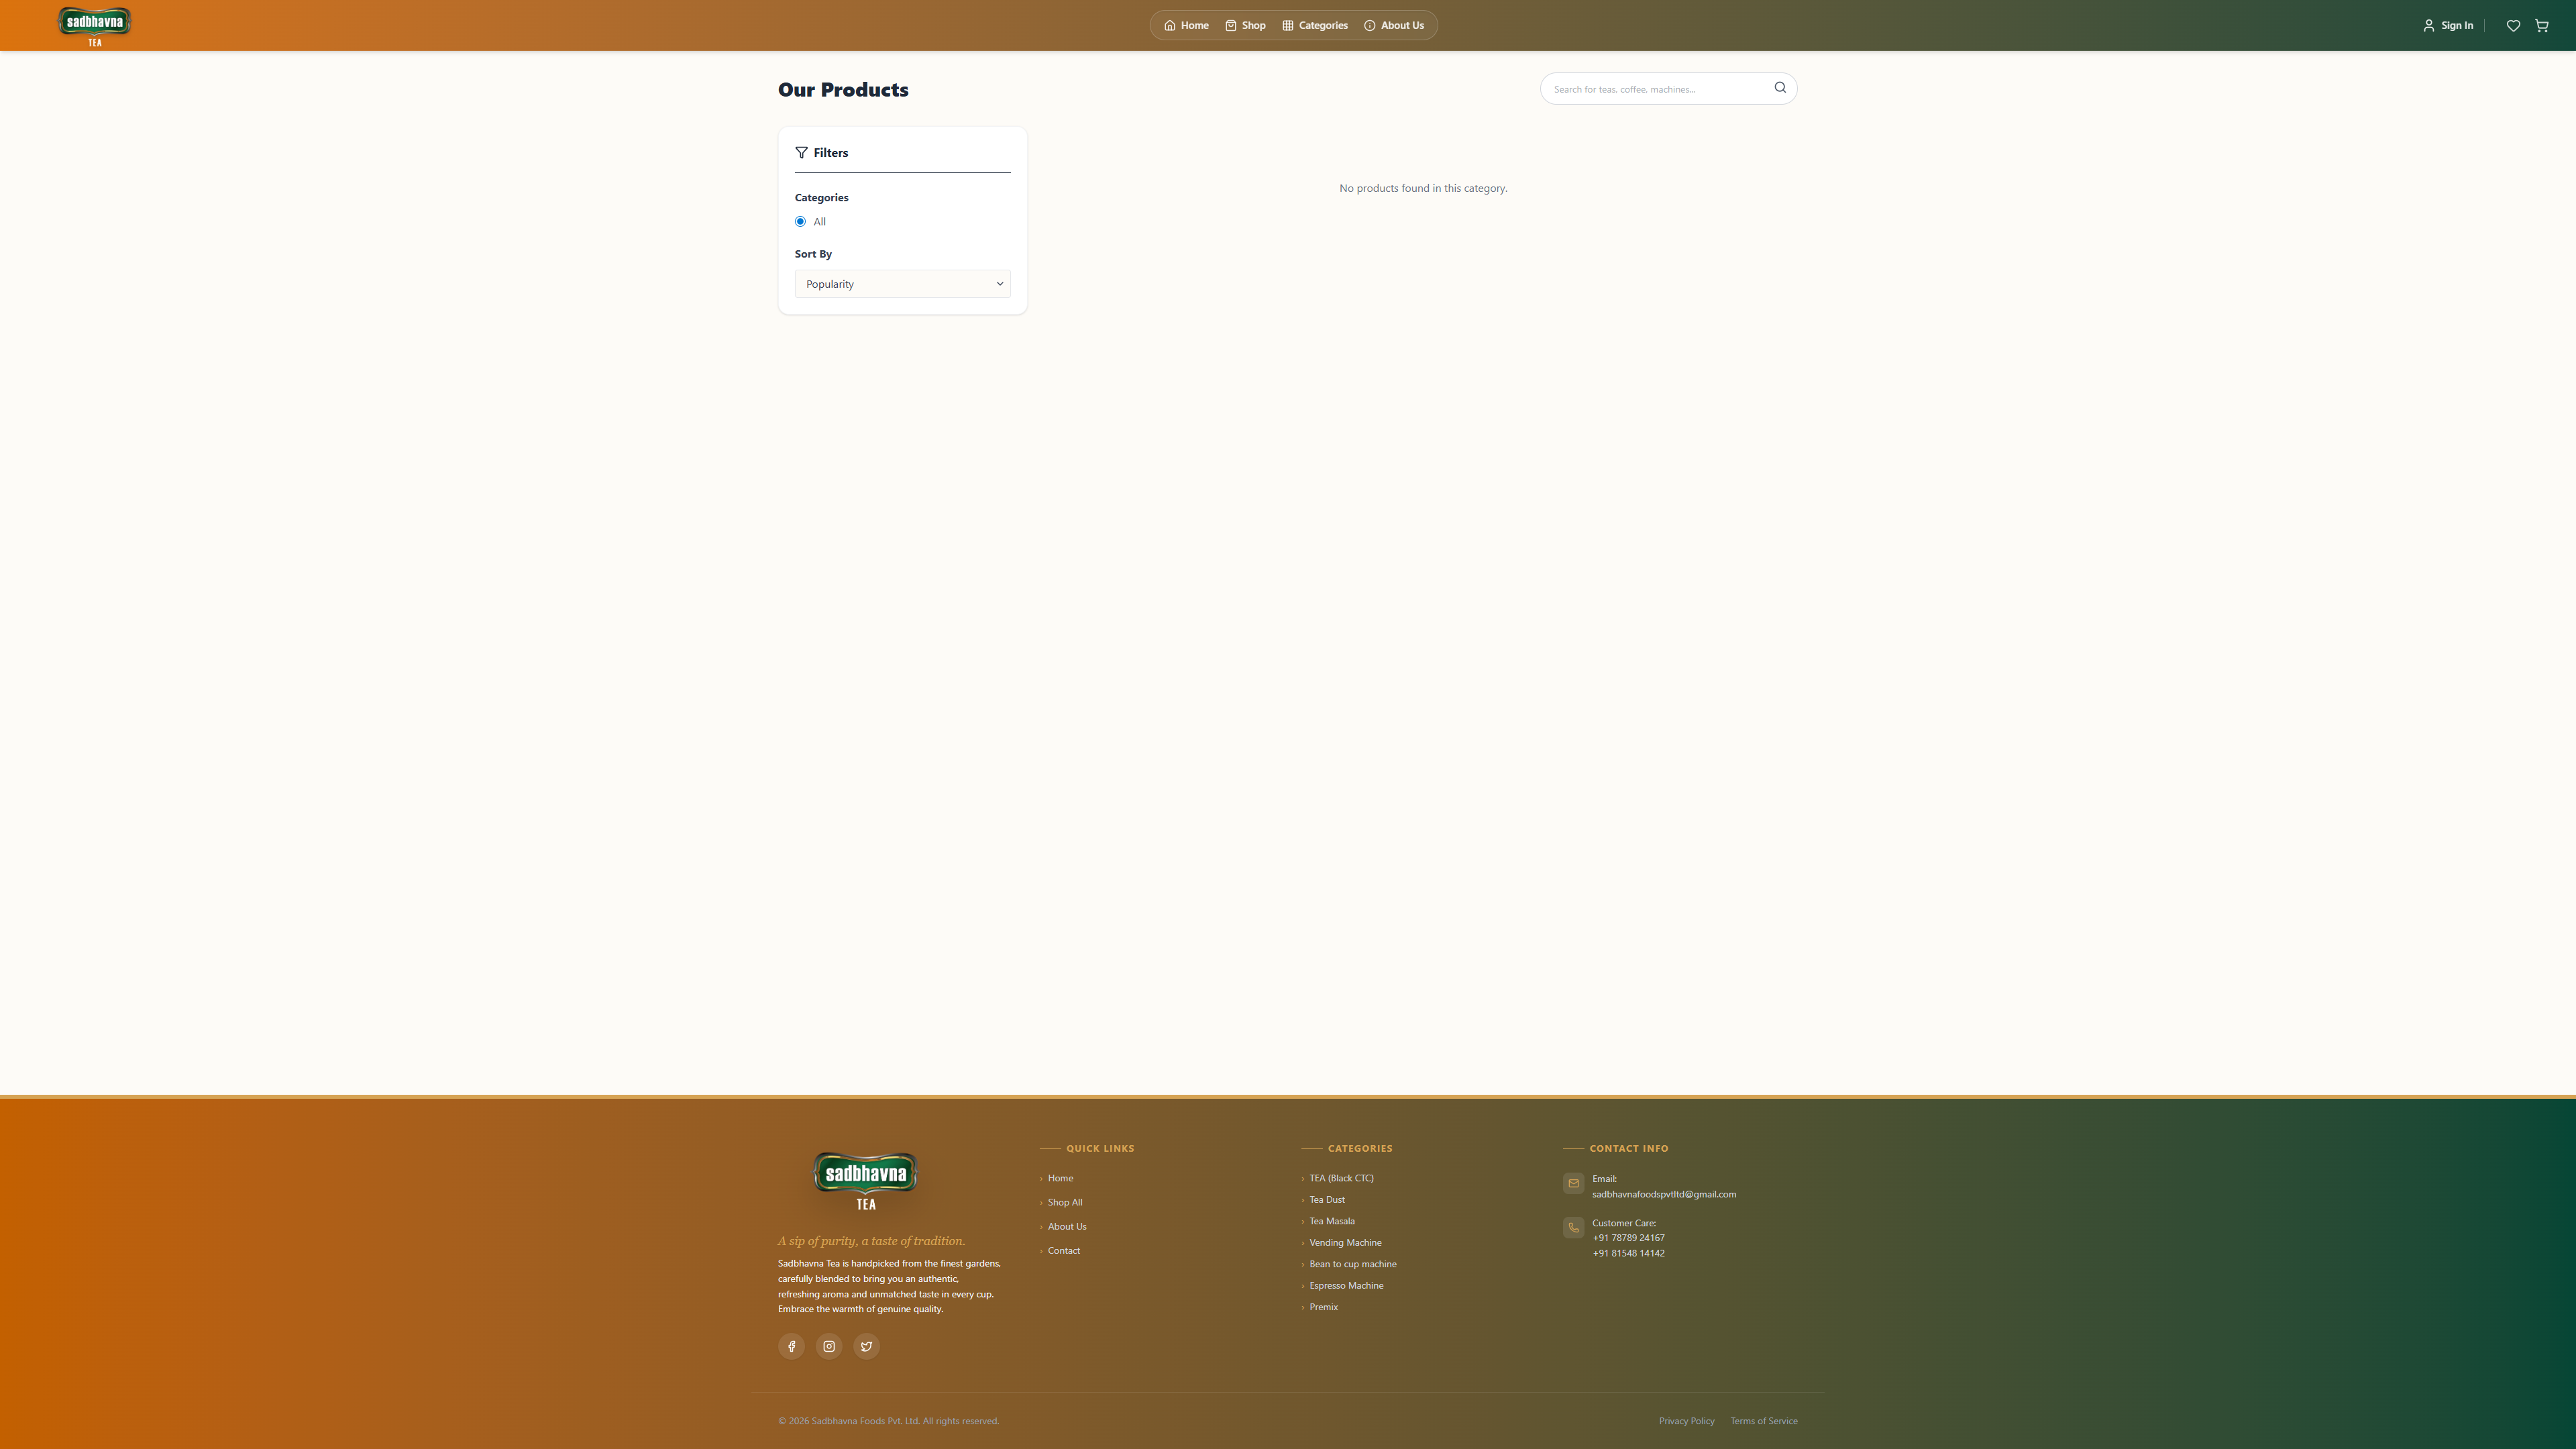 sadbhavna
TEA
Home
Shop
Categories
About Us
Sign In
Our Products
Search for teas, coffee, machines...
Filters
Categories
All
Sort By
Popularity
No products found in this category.
sadbhavna
TEA
A sip of purity, a taste of tradition.
Sadbhavna Tea is handpicked from the finest gardens,
carefully blended to bring you an authentic,
refreshing aroma and unmatched taste in every cup.
Embrace the warmth of genuine quality.
QUICK LINKS
› Home
› Shop All
› About Us
› Contact
CATEGORIES
› TEA (Black CTC)
› Tea Dust
› Tea Masala
› Vending Machine
› Bean to cup machine
› Espresso Machine
› Premix
CONTACT INFO
Email:
sadbhavnafoodspvtltd@gmail.com
Customer Care:
+91 78789 24167
+91 81548 14142
© 2026 Sadbhavna Foods Pvt. Ltd. All rights reserved.
Privacy Policy
Terms of Service